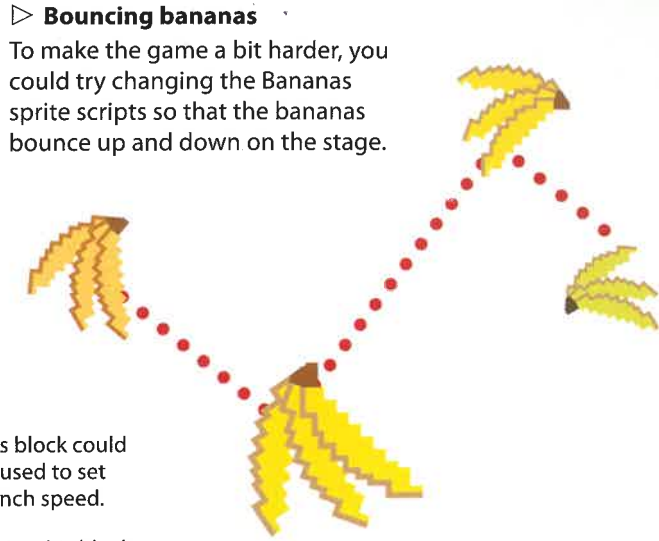 ▷ Bouncing bananas
To make the game a bit harder, you
could try changing the Bananas
sprite scripts so that the bananas
bounce up and down on the stage.
s block could
used to set
nch speed.